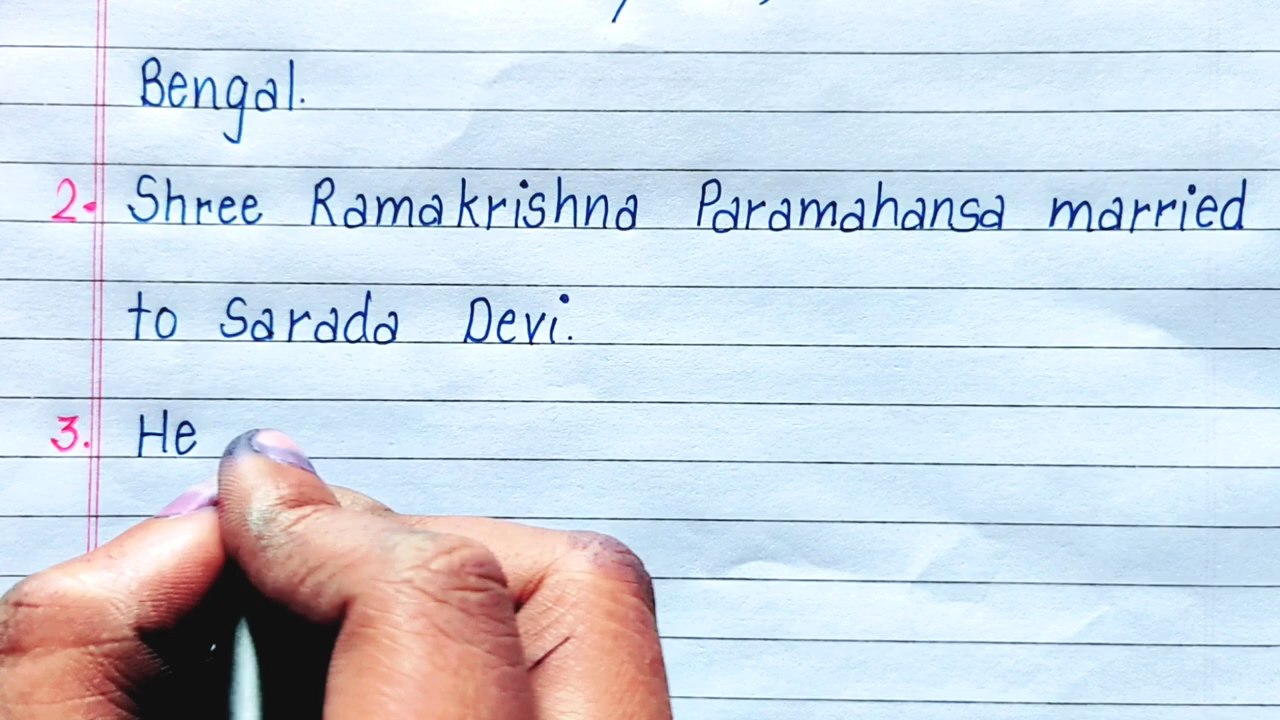 Bengal.
2. Shree Ramakrishna Paramahansa married
to Sarada Devi.
3. He